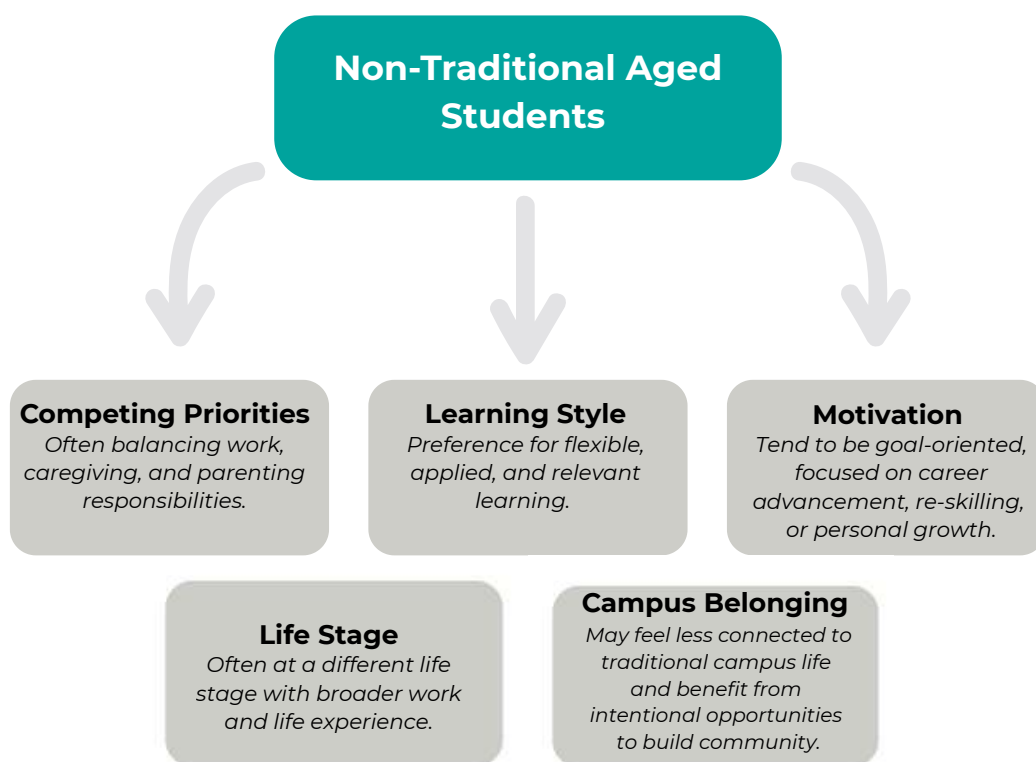 Non-Traditional Aged
Students
Competing Priorities
Often balancing work,
caregiving, and parenting
responsibilities.
Learning Style
Preference for flexible,
applied, and relevant
learning.
Motivation
Tend to be goal-oriented,
focused on career
advancement, re-skilling,
or personal growth.
Life Stage
Often at a different life
stage with broader work
and life experience.
Campus Belonging
May feel less connected to
traditional campus life
and benefit from
intentional opportunities
to build community.